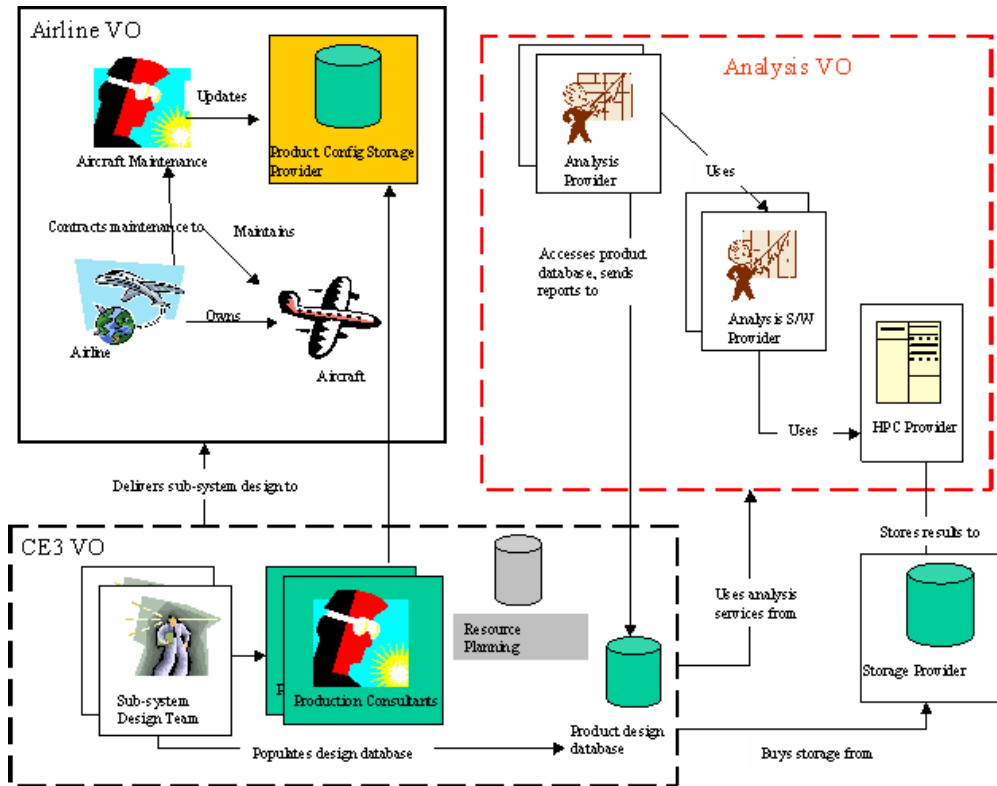 Airline VO
Updates
Aircraft Maintenance
Product Config Storage
Provider
Contracts maintenance to
Maintains
Owns
Airline
Aircraft
Analysis VO
Analysis
Provider
Uses
Accesses product
database, sends
reports to
Analysis S/W
Provider
Uses
HPC Provider
Delivers sub-system design to
Stores results to
CE3 VO
Resource
Planning
Uses analysis
services from
Storage Provider
Sub-system
Design Team
P
Production Consultants
Product design
database
Populates design database
Buys storage from